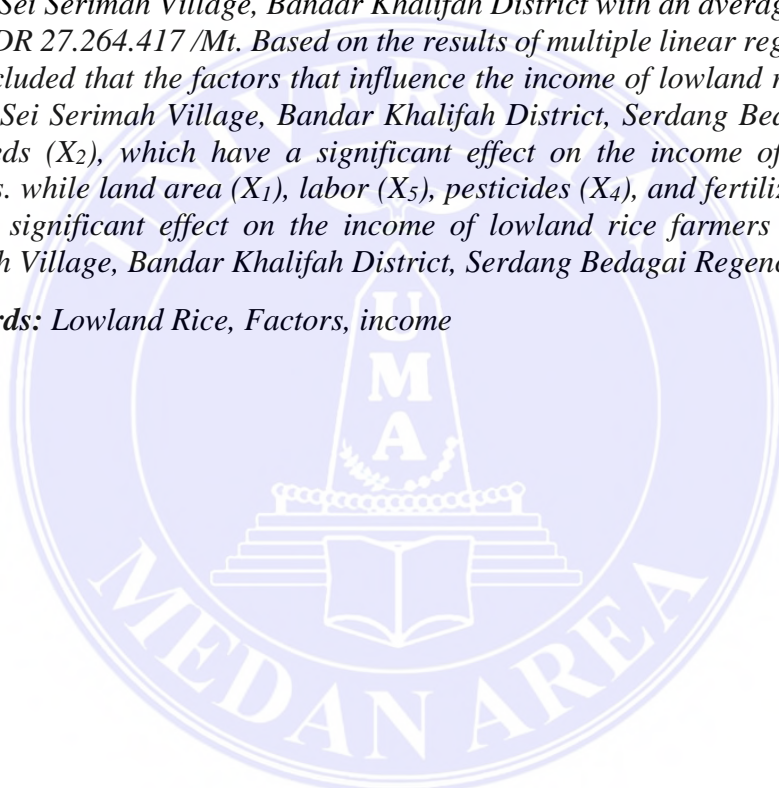 Sei Serimah Village, Bandar Khalifah District with an averag
DR 27.264.417 /Mt. Based on the results of multiple linear reg
cluded that the factors that influence the income of lowland r
Sei Serimah Village, Bandar Khalifah District, Serdang Bed
eds (X2), which have a significant effect on the income of
s. while land area (X1), labor (X5), pesticides (X4), and fertiliz
significant effect on the income of lowland rice farmers
h Village, Bandar Khalifah District, Serdang Bedagai Regen
rds: Lowland Rice, Factors, income
UNIVERSITAS
U
M
A
MEDAN AREA